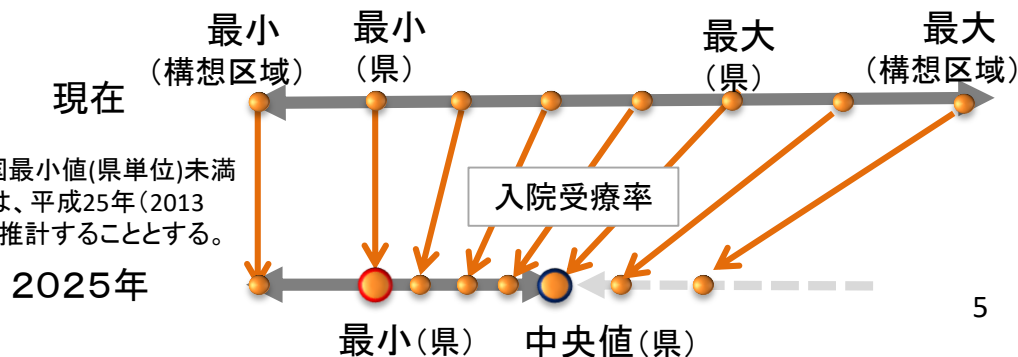 最小
(構想区域)
最小
(県)
最大
(県)
最大
(構想区域)
現在
国最小値(県単位)未満
は、平成25年(2013
推計することとする。
入院受療率
2025年
最小(県)
中央値(県)
5